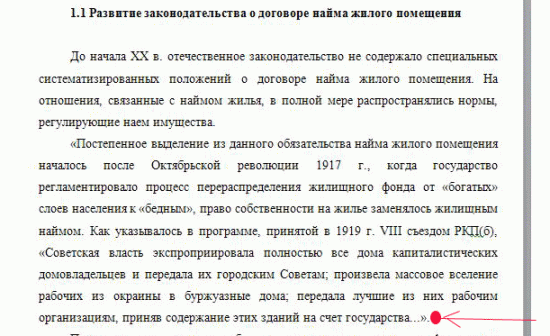 1.1 Развитие законодательства о договоре найма жилого помещения
До начала XX в. отечественное законодательство не содержало специальных
систематизированных положений о договоре найма жилого помещения. На
отношения, связанные с наймом жилья, в полной мере распространялись нормы,
регулирующие наем имущества.
«Постепенное выделение из данного обязательства найма жилого помещения
началось после Октябрьской революции 1917 г., когда государство
регламентировало процесс перераспределения жилищного фонда от «богатых»
слоев населения к «бедным», право собственности на жилье заменялось жилищным
наймом. Как указывалось в программе, принятой в 1919 г. VIII съездом РКП(б),
«Советская власть экспроприировала полностью все дома капиталистических
домовладельцев и передала их городским Советам; произвела массовое вселение
рабочих из окраины в буржуазные дома; передала лучшие из них рабочим
организациям, приняв содержание этих зданий на счет государства...».